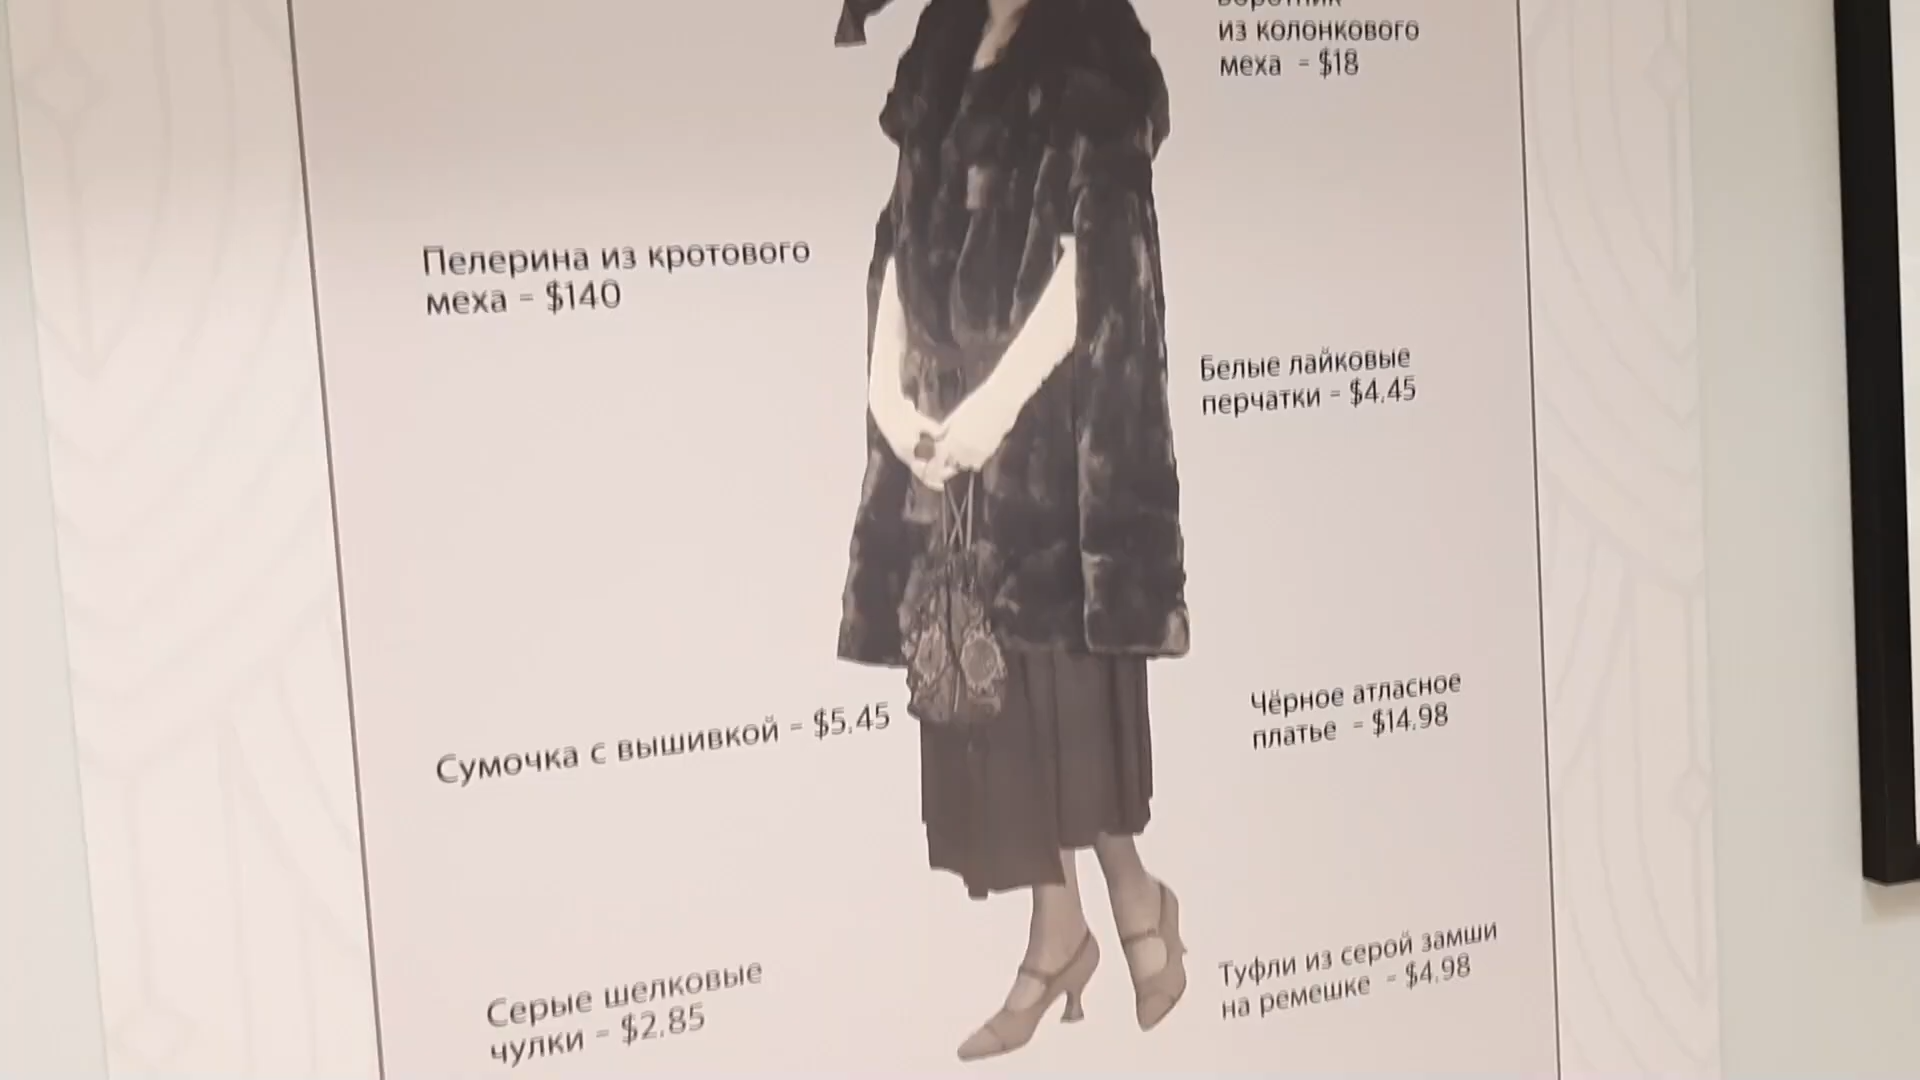 из колонкового
меха = $18
Пелерина из кротового
меха = $140
Белые лайковые
перчатки = $4.45
Чёрное атласное
платье = $14.98
Сумочка с вышивкой = $5.45
Серые шелковые
чулки = $2.85
Туфли из серой замши
на ремешке = $4.98